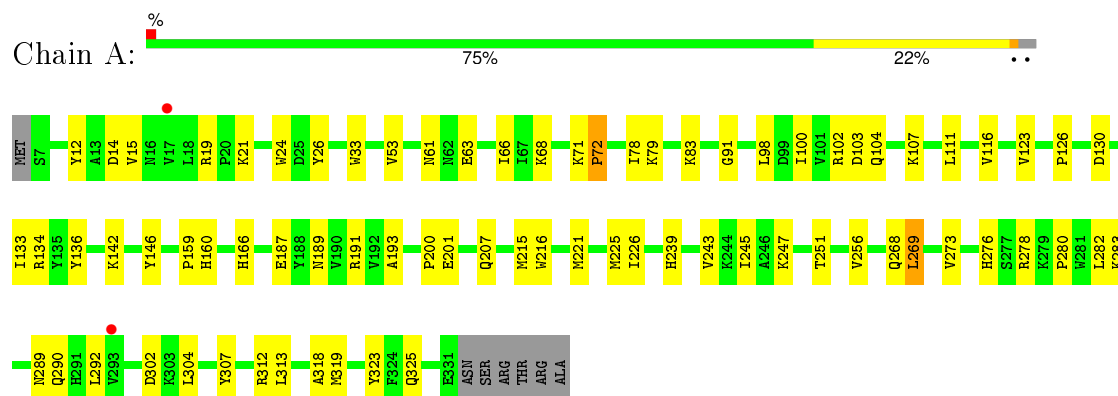 %
Chain A:
75% 22% • •
MET S7 Y12 A13 D14 V15 N16 V17 L18 R19 P20 K21 W24 D25 Y26 W33 V53 N61 N62 E63 I66 I67 K68 K71 P72 I78 K79 K83 G91 L98 D99 I100 V101 R102 D103 Q104 K107 L111 V116 V123 P126 D130
I133 R134 Y135 Y136 K142 Y146 P159 H160 H166 E187 Y188 N189 V190 R191 V192 A193 P200 E201 Q207 M215 W216 M221 M225 I226 H239 V243 K244 I245 A246 K247 T251 V256 Q268 L269 V273 H276 S277 R278 K279 P280 W281 L282 K283
N289 Q290 H291 L292 V293 D302 K303 L304 Y307 R312 L313 A318 M319 Y323 F324 Q325 E331 ASN SER ARG THR ARG ALA